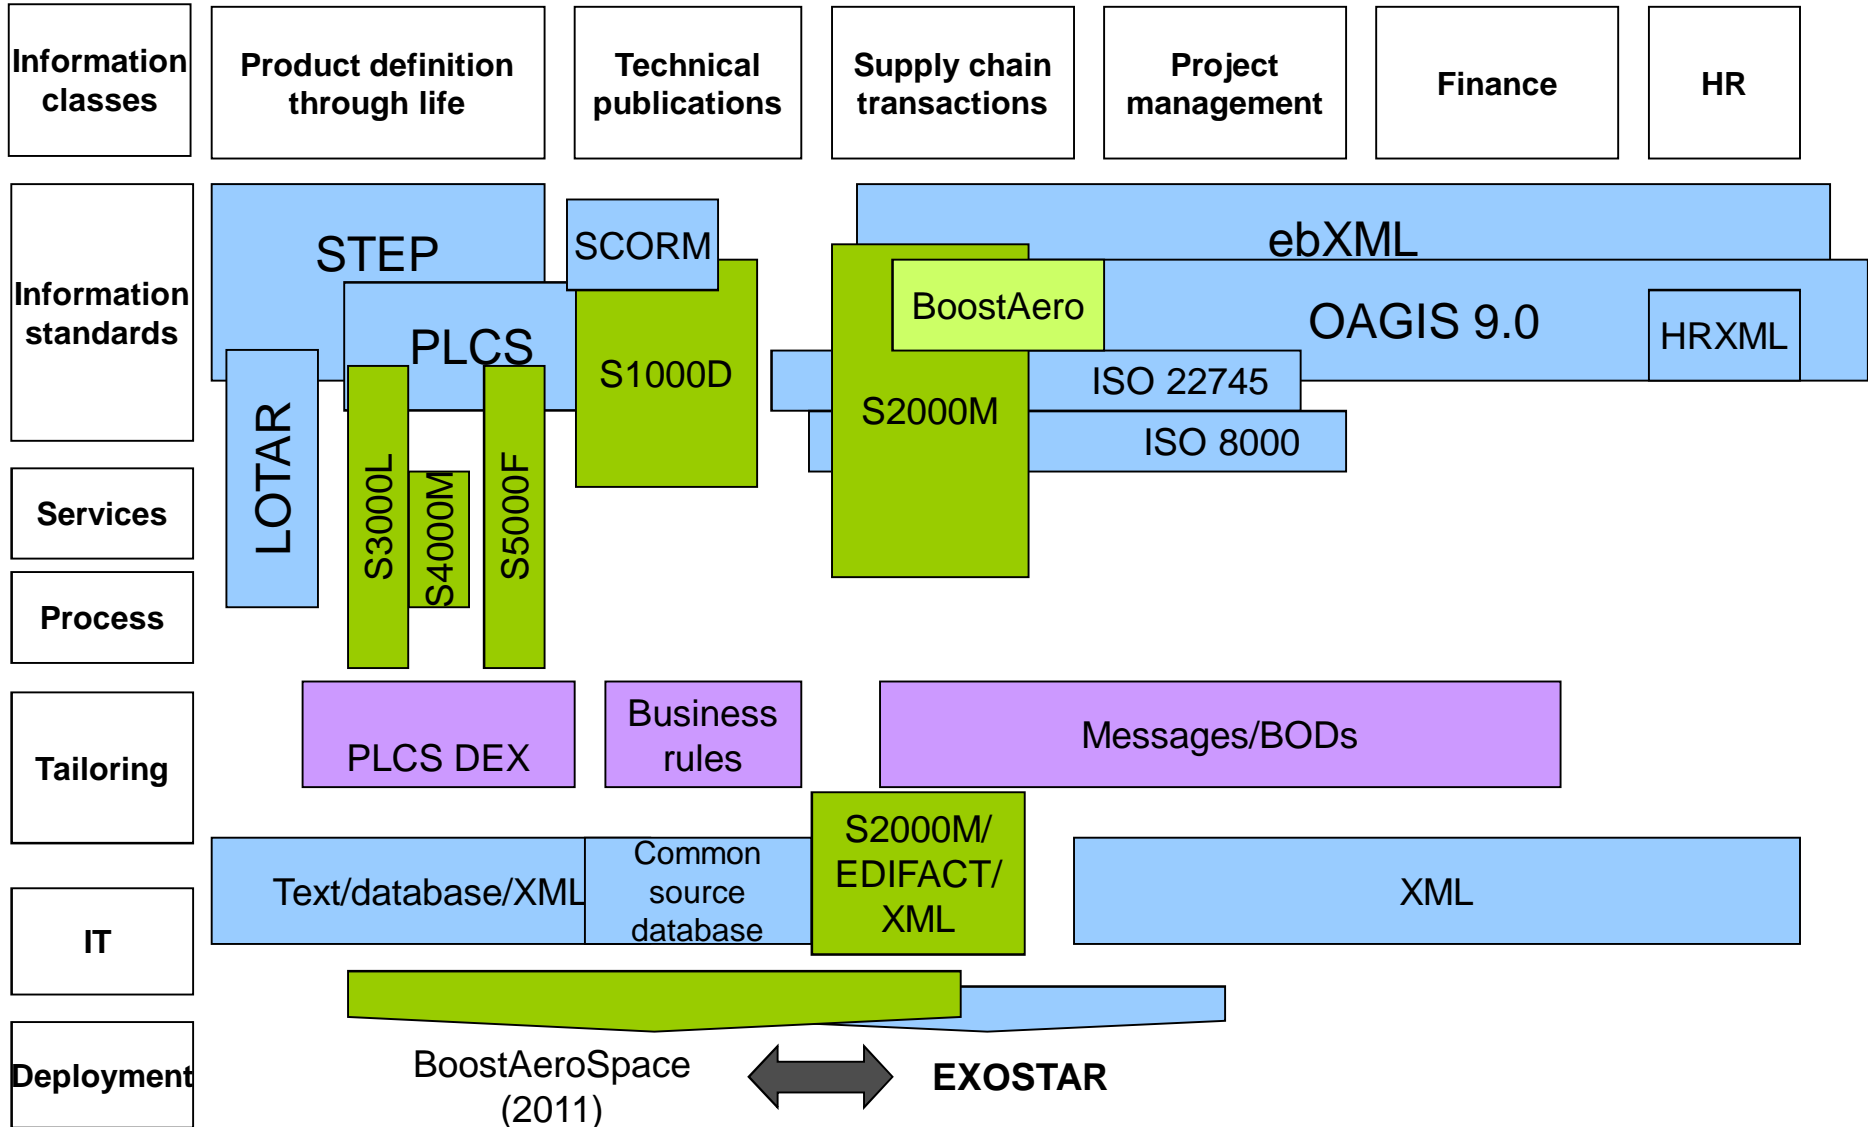 Information
classes
Product definition
through life
Technical
publications
Supply chain
transactions
Project
management
Finance
HR
Information
standards
STEP
SCORM
ebXML
BoostAero
OAGIS 9.0
HRXML
PLCS
S1000D
ISO 22745
S2000M
ISO 8000
LOTAR
S3000L
S4000M
S5000F
Services
Process
Tailoring
PLCS DEX
Business
rules
Messages/BODs
S2000M/
EDIFACT/
XML
Text/database/XML
Common
source
database
XML
IT
Deployment
BoostAeroSpace
(2011)
EXOSTAR